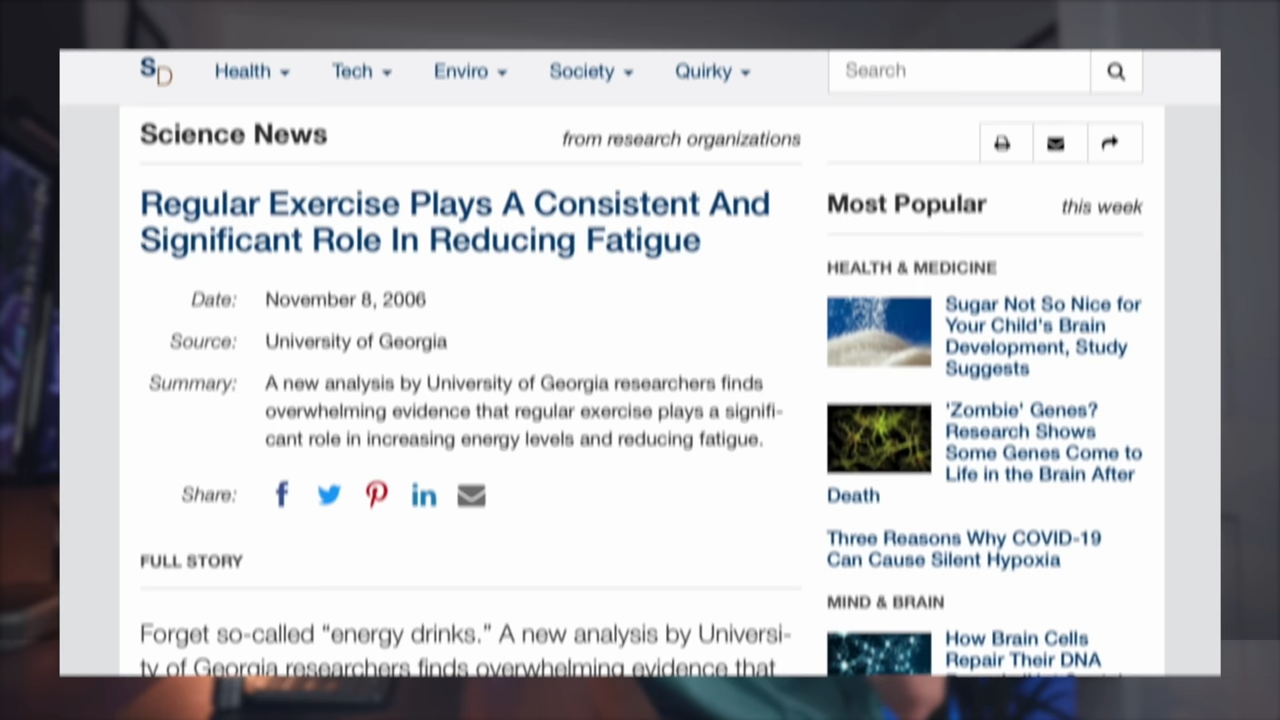 SD
Health
Tech
Enviro
Society
Quirky
Search
Science News
from research organizations
Regular Exercise Plays A Consistent And
Significant Role In Reducing Fatigue
Date: November 8, 2006
Source: University of Georgia
Summary: A new analysis by University of Georgia researchers finds
overwhelming evidence that regular exercise plays a signifi-
cant role in increasing energy levels and reducing fatigue.
Share:
FULL STORY
Forget so-called “energy drinks.” A new analysis by Universi-
ty of Georgia researchers finds overwhelming evidence that
Most Popular
this week
HEALTH & MEDICINE
Sugar Not So Nice for
Your Child's Brain
Development, Study
Suggests
'Zombie' Genes?
Research Shows
Some Genes Come to
Life in the Brain After
Death
Three Reasons Why COVID-19
Can Cause Silent Hypoxia
MIND & BRAIN
How Brain Cells
Repair Their DNA